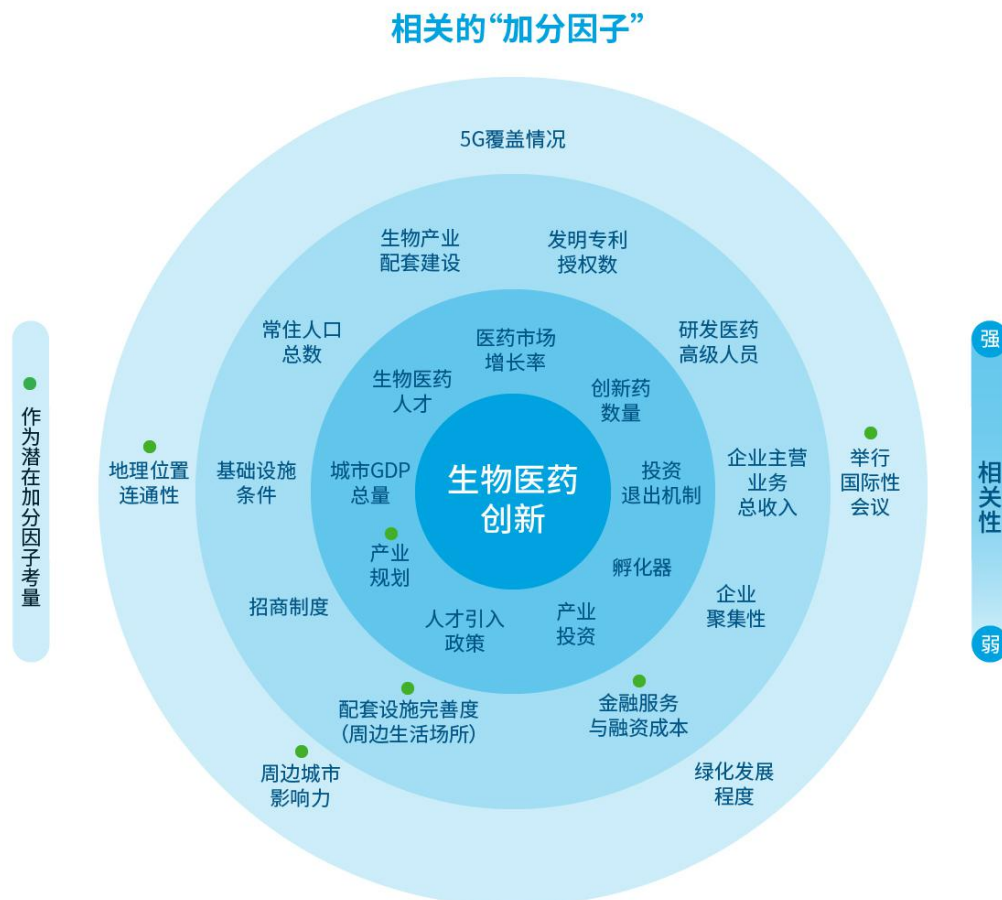 相关的“加分因子”
5G覆盖情况
生物产业
配套建设
发明专利
授权数
常住人口
总数
研发医药
高级人员
医药市场
增长率
生物医药
人才
创新药
数量
地理位置
连通性
基础设施
条件
城市GDP
总量
生物医药
创新
投资
退出机制
企业主营
业务
总收入
举行
国际性
会议
产业
规划
孵化器
招商制度
人才引入
政策
产业
投资
企业
聚集性
配套设施完善度
(周边生活场所)
金融服务
与融资成本
周边城市
影响力
绿化发展
程度
作为潜在加分因子考量
强
相关性
弱